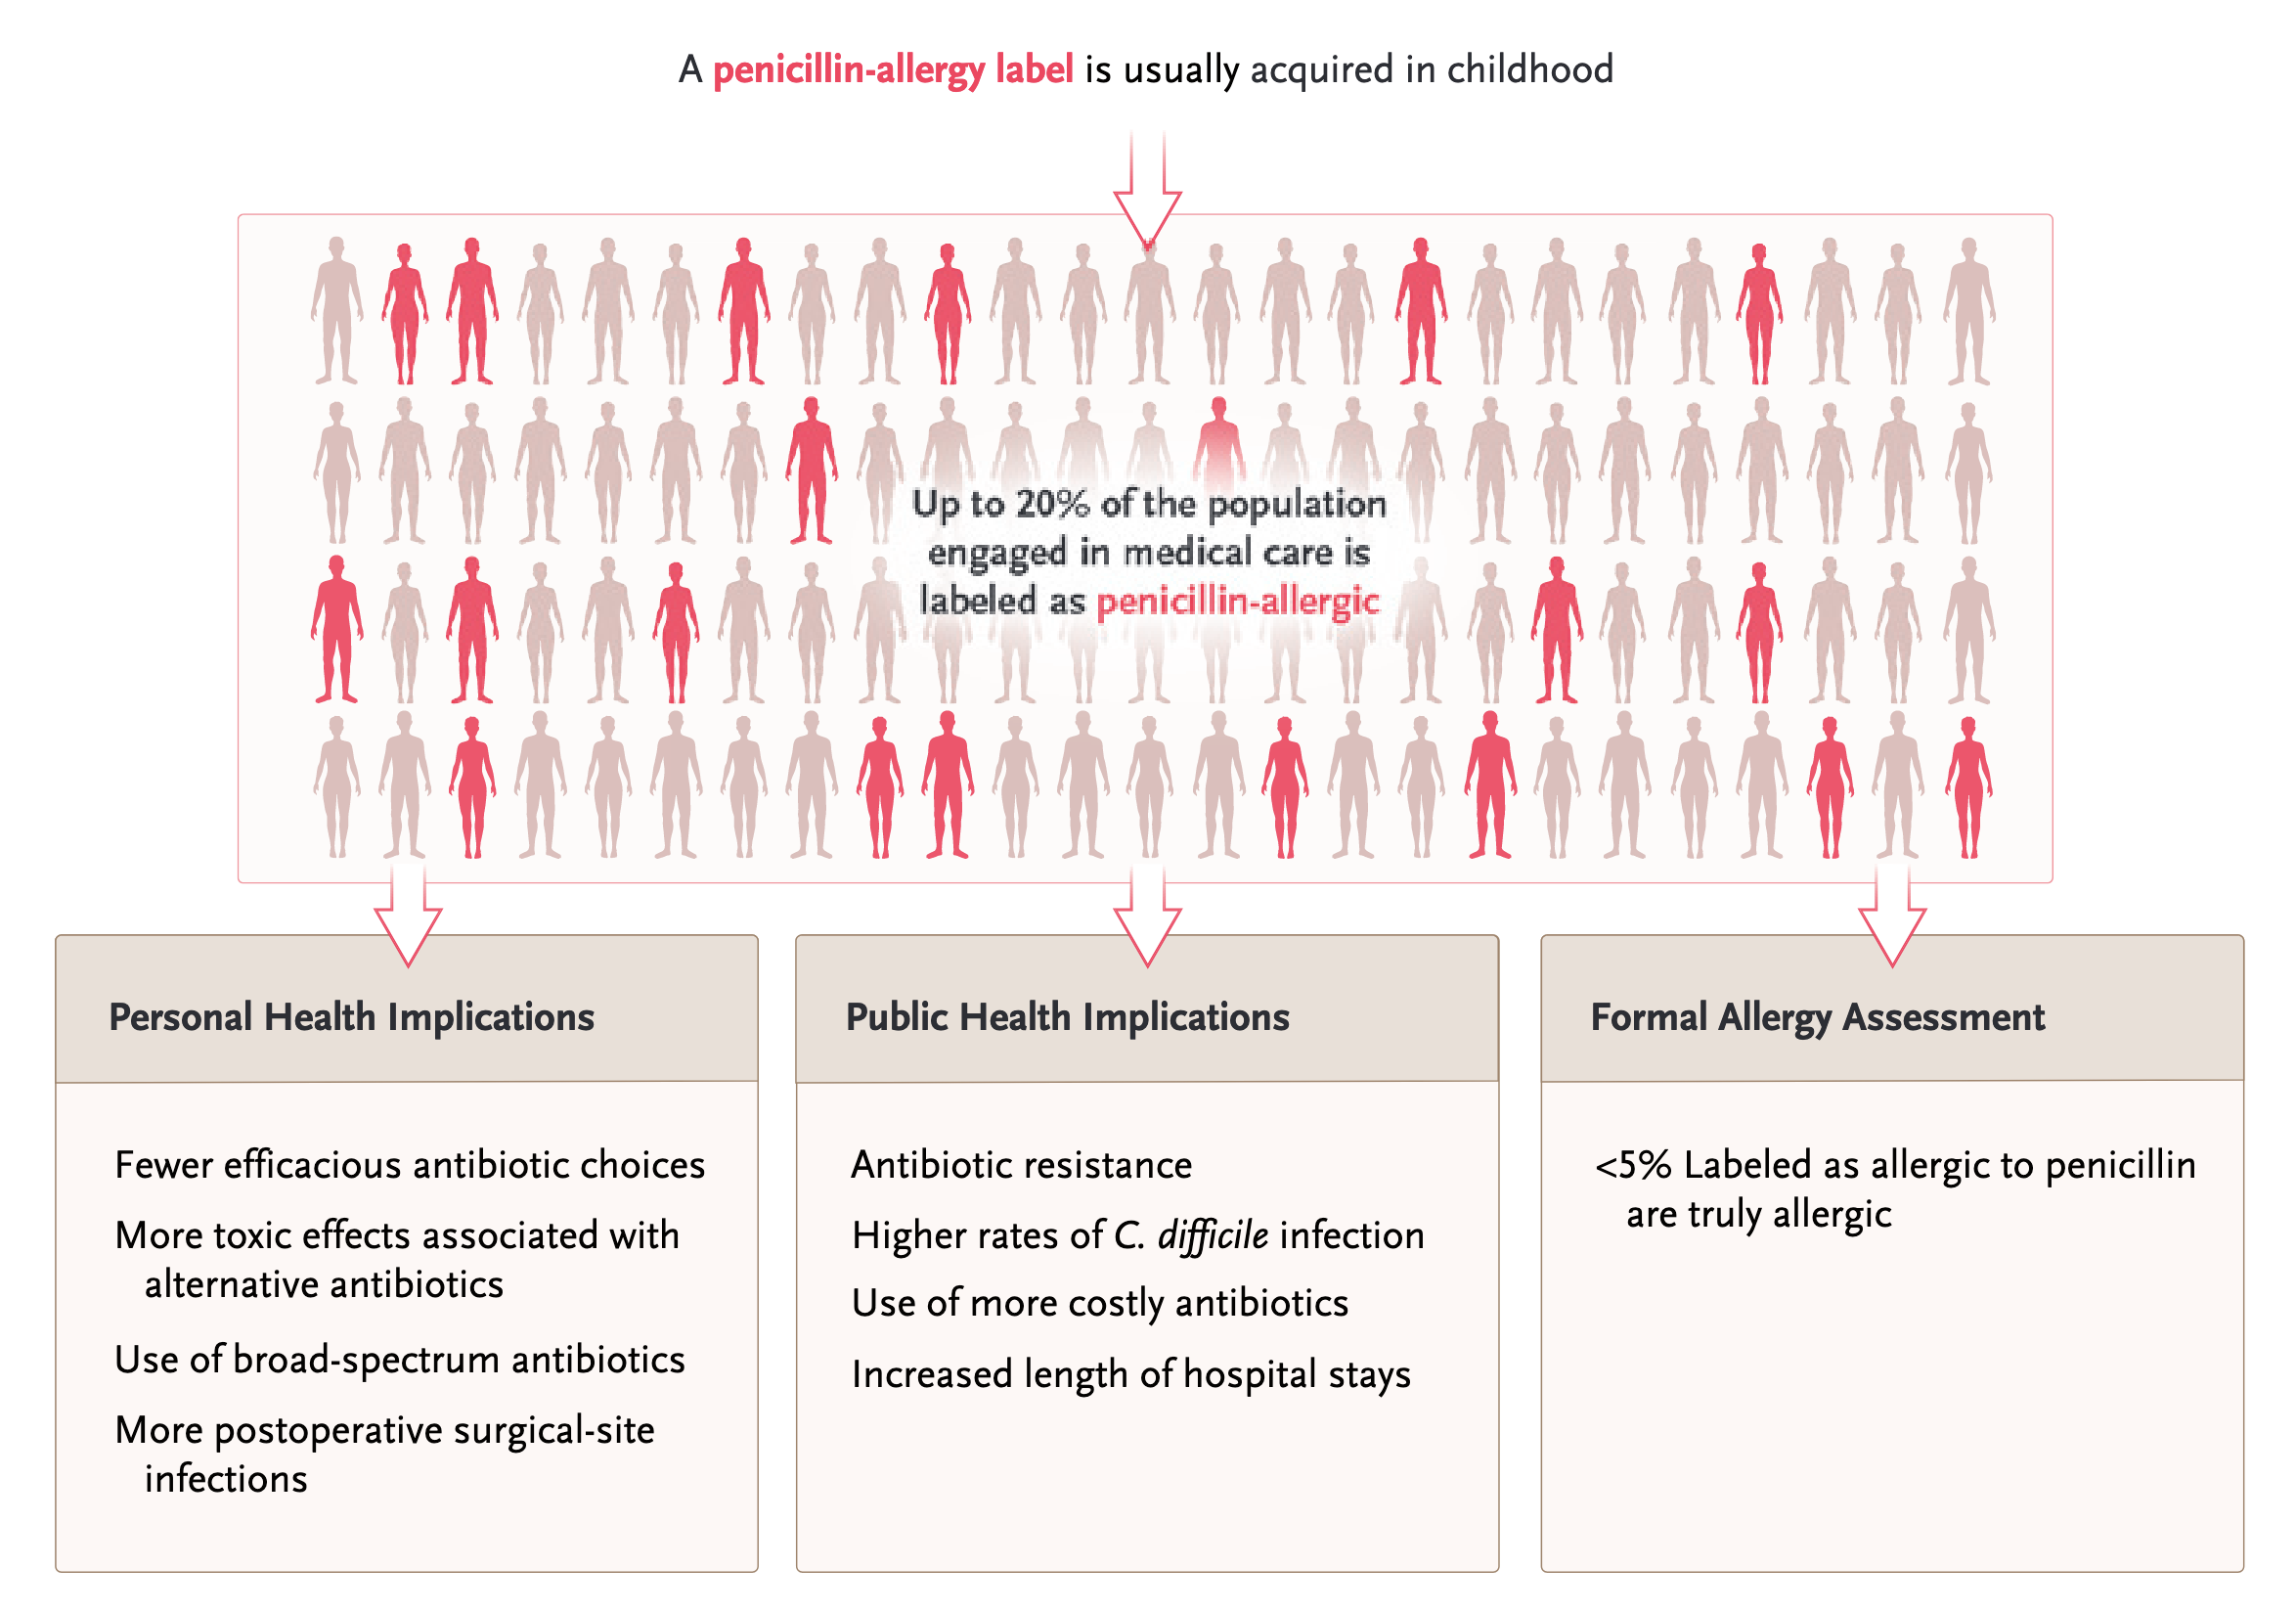 A penicillin-allergy label is usually acquired in childhood
Up to 20% of the population
engaged in medical care is
labeled as penicillin-allergic
Personal Health Implications
Fewer efficacious antibiotic choices
More toxic effects associated with
alternative antibiotics
Use of broad-spectrum antibiotics
More postoperative surgical-site
infections
Public Health Implications
Antibiotic resistance
Higher rates of C. difficile infection
Use of more costly antibiotics
Increased length of hospital stays
Formal Allergy Assessment
<5% Labeled as allergic to penicillin
are truly allergic